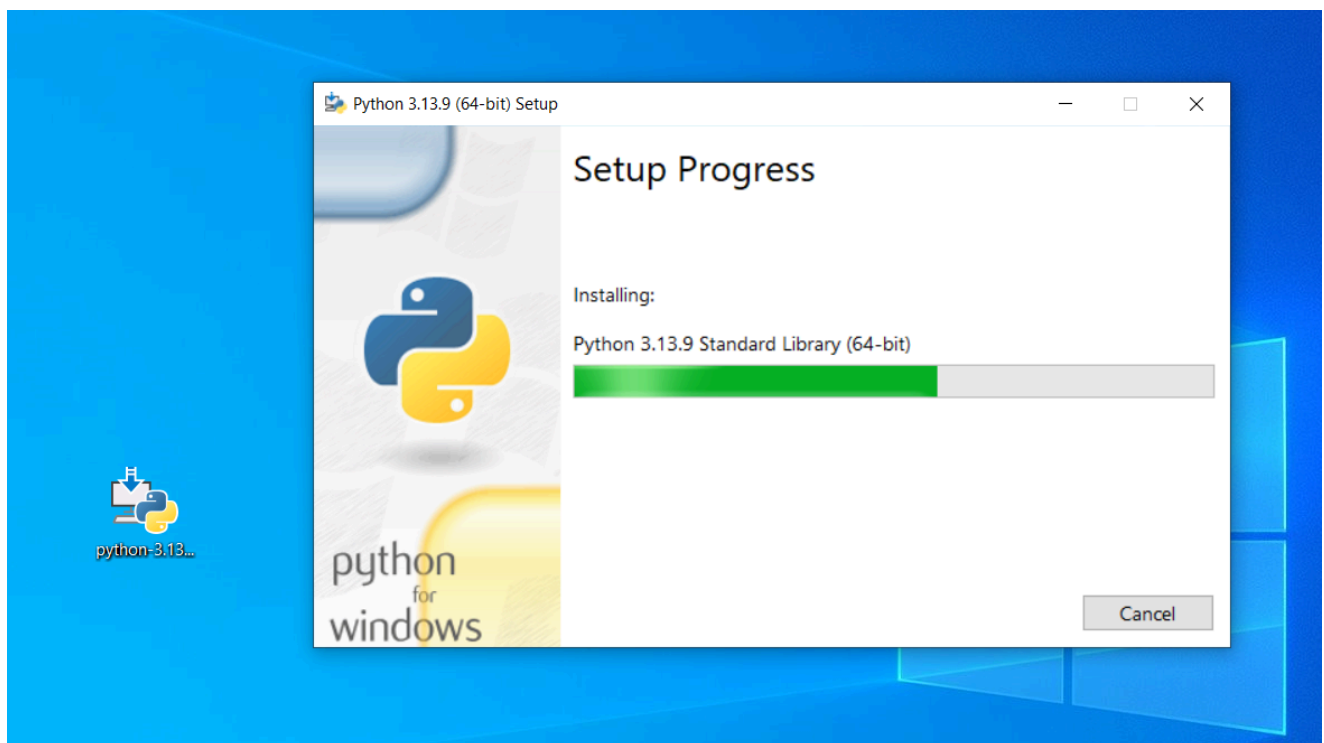 Python 3.13.9 (64-bit) Setup
Setup Progress
Installing:
Python 3.13.9 Standard Library (64-bit)
python-3.13...
python
for
windows
Cancel